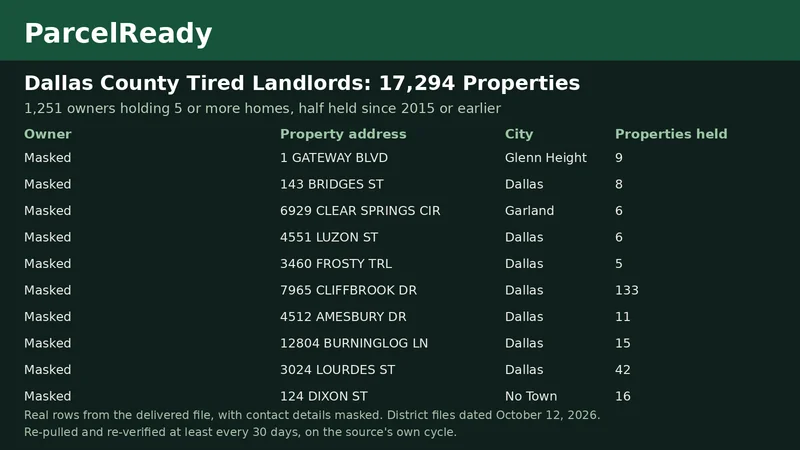 ParcelReady
Dallas County Tired Landlords: 17,294 Properties
1,251 owners holding 5 or more homes, half held since 2015 or earlier
Owner Property address City Properties held
Masked 1 GATEWAY BLVD Glenn Height 9
Masked 143 BRIDGES ST Dallas 8
Masked 6929 CLEAR SPRINGS CIR Garland 6
Masked 4551 LUZON ST Dallas 6
Masked 3460 FROSTY TRL Dallas 5
Masked 7965 CLIFFBROOK DR Dallas 133
Masked 4512 AMESBURY DR Dallas 11
Masked 12804 BURNINGLOG LN Dallas 15
Masked 3024 LOURDES ST Dallas 42
Masked 124 DIXON ST No Town 16
Real rows from the delivered file, with contact details masked. District files dated October 12, 2026.
Re-pulled and re-verified at least every 30 days, on the source's own cycle.